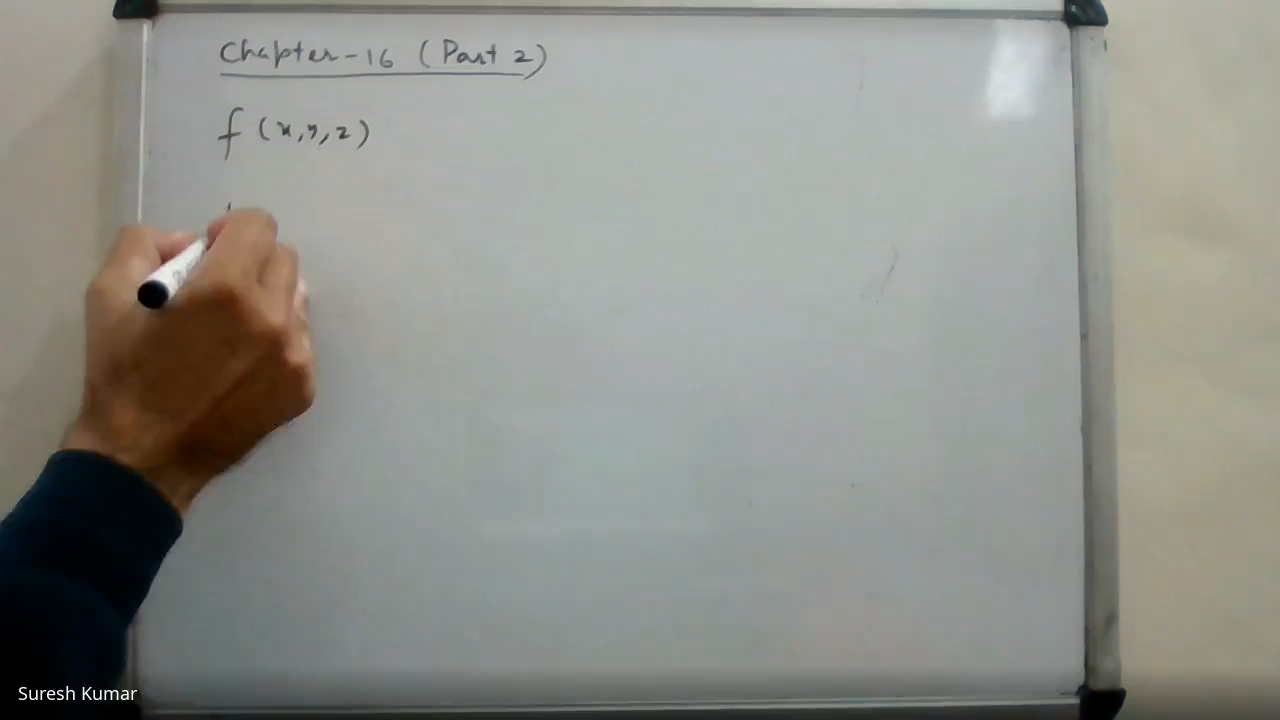 Chapter-16 (Part 2)
f(x,y,z)
Suresh Kumar